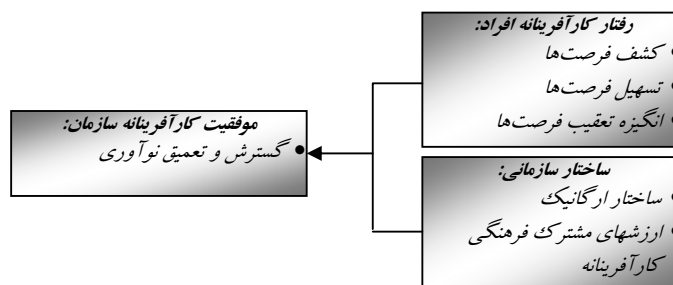 رفتار کارآفرینانه افراد:
• کشف فرصت‌ها
• تسهیل فرصت‌ها
• انگیزه تعقیب فرصت‌ها
موفقیت کارآفرینانه سازمان:
• گسترش و تعمیق نوآوری
ساختار سازمانی:
• ساختار ارگانیک
• ارزشهای مشترک فرهنگی
کارآفرینانه